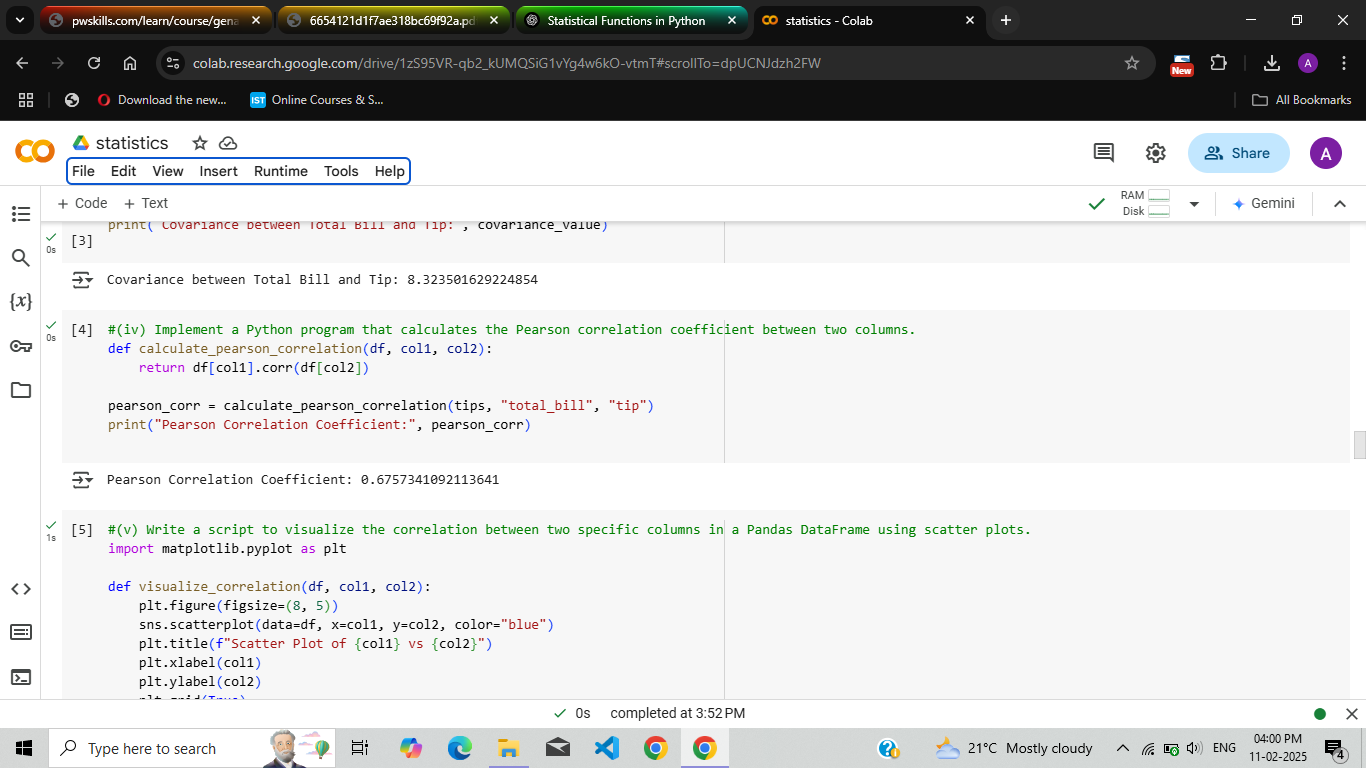 pwskills.com/learn/course/gena
6654121d1f7ae318bc69f92a.pd
Statistical Functions in Python
statistics - Colab
colab.research.google.com/drive/1zS95VR-qb2_kUMQSiG1vYg4w6kO-vtmT#scrollTo=dpUCNJdzh2FW
New
A
Download the new...
IST
Online Courses & S...
All Bookmarks
statistics
File Edit View Insert Runtime Tools Help
Share
A
+ Code + Text
RAM
Disk
Gemini
print("Covariance between Total Bill and Tip:", covariance_value)
[3]
0s
Covariance between Total Bill and Tip: 8.323501629224854
[4] #(iv) Implement a Python program that calculates the Pearson correlation coefficient between two columns.
0s
def calculate_pearson_correlation(df, col1, col2):
return df[col1].corr(df[col2])
pearson_corr = calculate_pearson_correlation(tips, "total_bill", "tip")
print("Pearson Correlation Coefficient:", pearson_corr)
Pearson Correlation Coefficient: 0.6757341092113641
[5] #(v) Write a script to visualize the correlation between two specific columns in a Pandas DataFrame using scatter plots.
1s
import matplotlib.pyplot as plt
def visualize_correlation(df, col1, col2):
plt.figure(figsize=(8, 5))
sns.scatterplot(data=df, x=col1, y=col2, color="blue")
plt.title(f"Scatter Plot of {col1} vs {col2}")
plt.xlabel(col1)
plt.ylabel(col2)
plt.grid(True)
{x}
0s completed at 3:52 PM
Type here to search
21°C Mostly cloudy
ENG
04:00 PM
11-02-2025
4